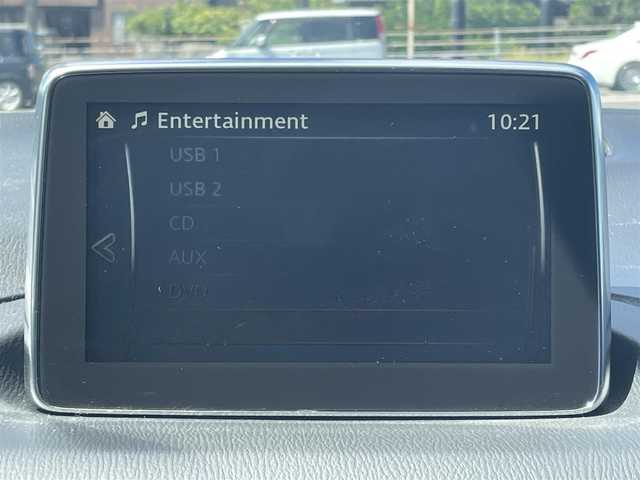 Entertainment 10:21
USB 1
USB 2
CD
AUX
DVD